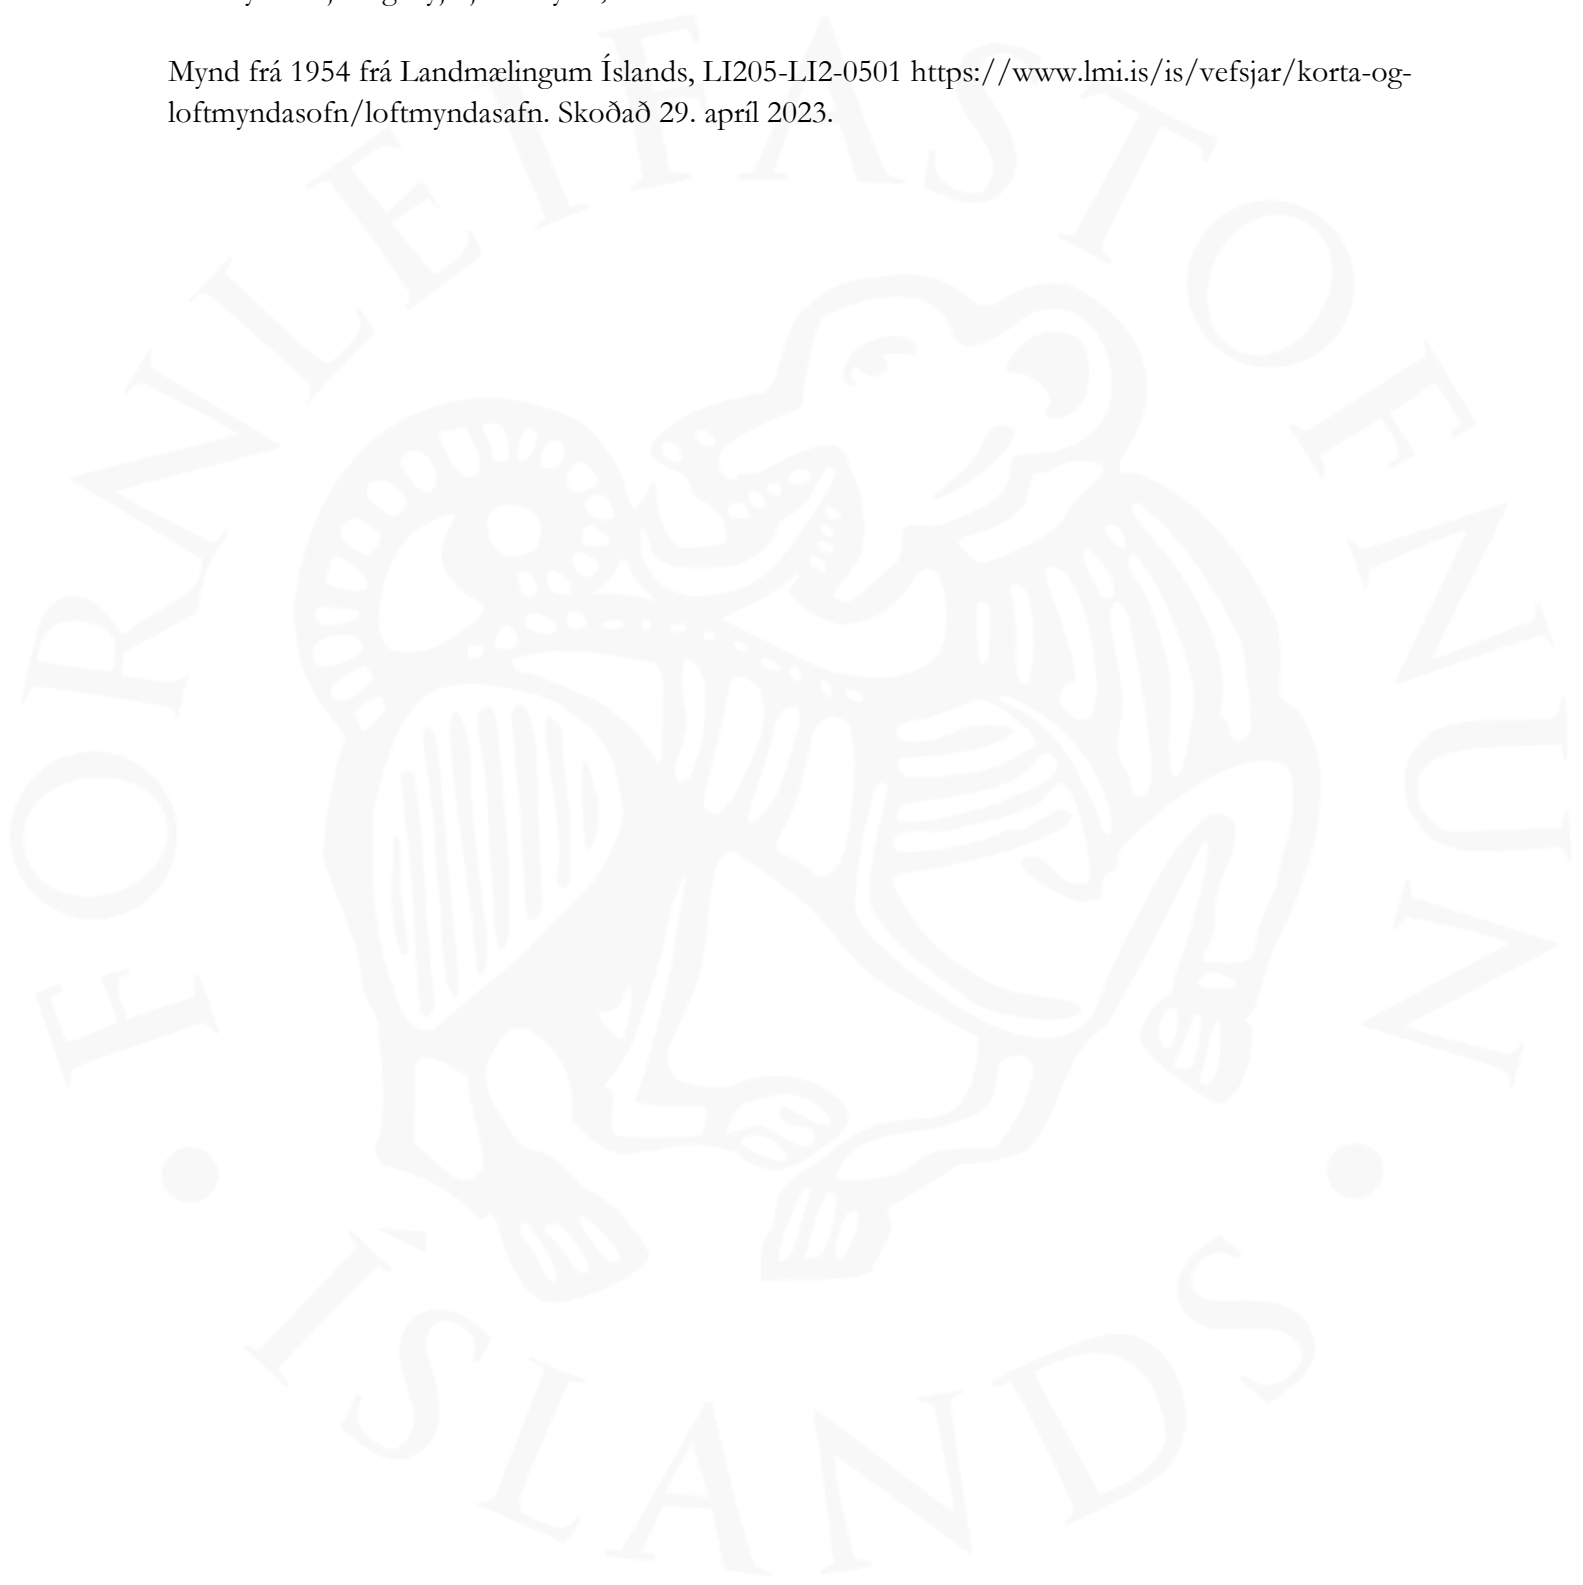 Mynd frá 1954 frá Landmælingum Íslands, LI205-LI2-0501 https://www.lmi.is/is/vefsjar/korta-og-
loftmyndasofn/loftmyndasafn. Skoðað 29. apríl 2023.
FORNLEIFASTOFNUN
ÍSLANDS